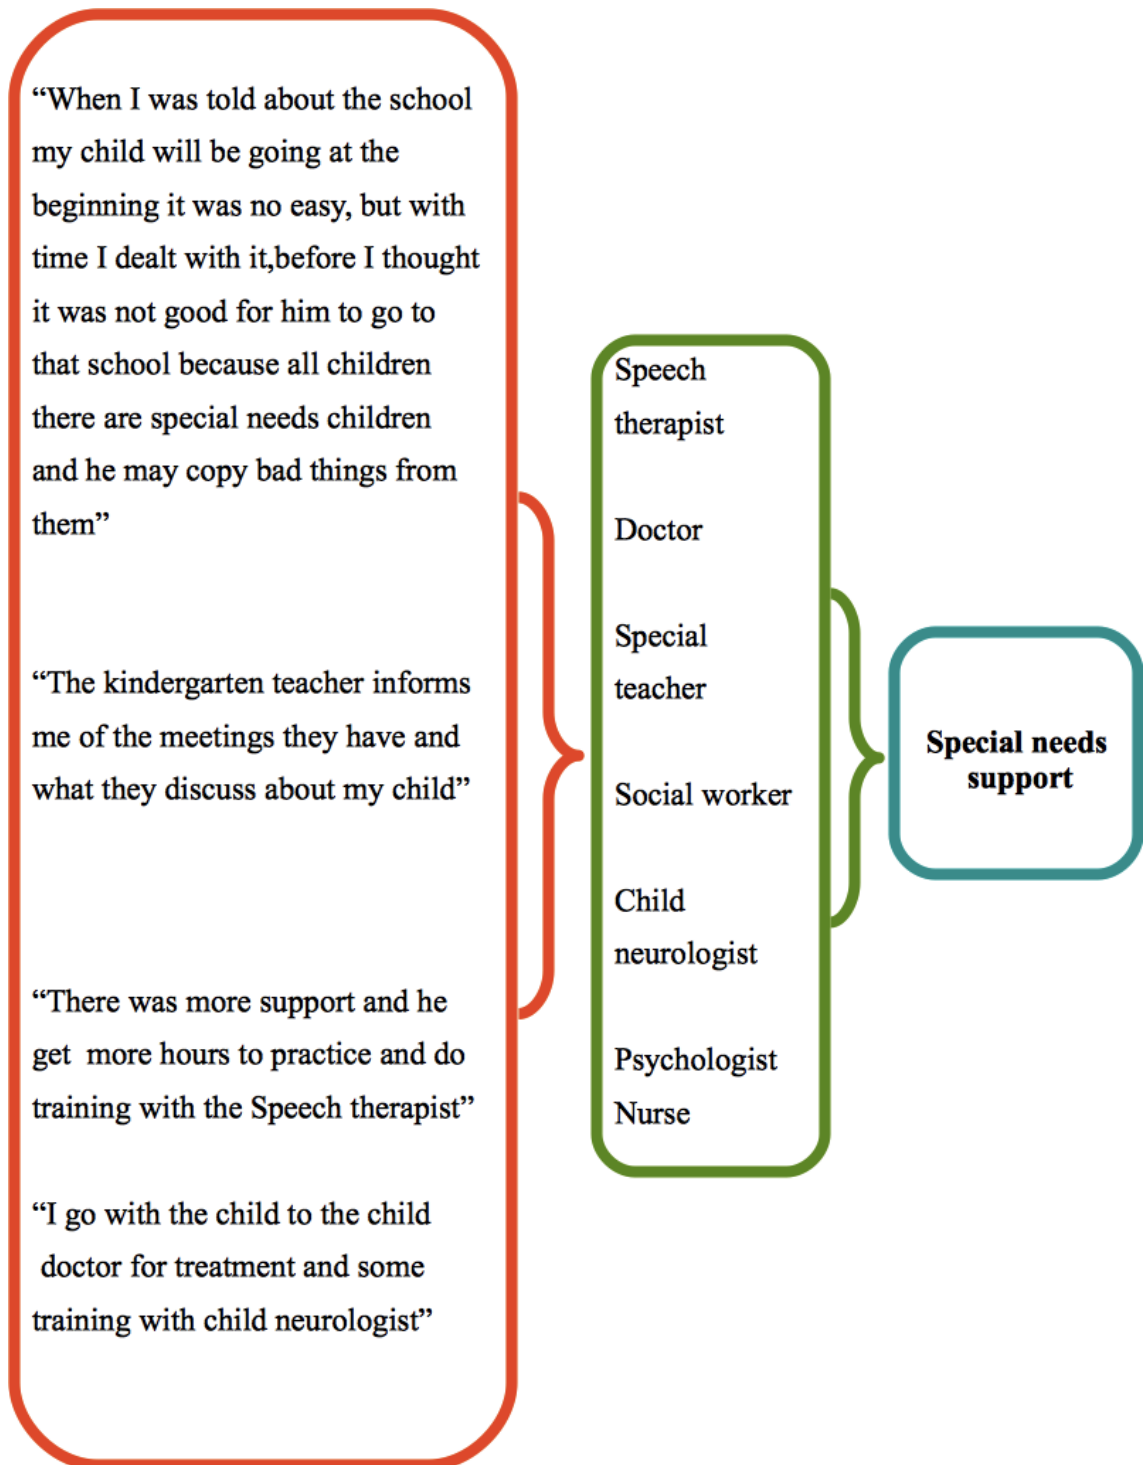 “When I was told about the school
my child will be going at the
beginning it was no easy, but with
time I dealt with it,before I thought
it was not good for him to go to
that school because all children
there are special needs children
and he may copy bad things from
them”
“The kindergarten teacher informs
me of the meetings they have and
what they discuss about my child”
“There was more support and he
get  more hours to practice and do
training with the Speech therapist”
“I go with the child to the child
doctor for treatment and some
training with child neurologist”
Speech
therapist
Doctor
Special
teacher
Social worker
Child
neurologist
Psychologist
Nurse
Special needs
support